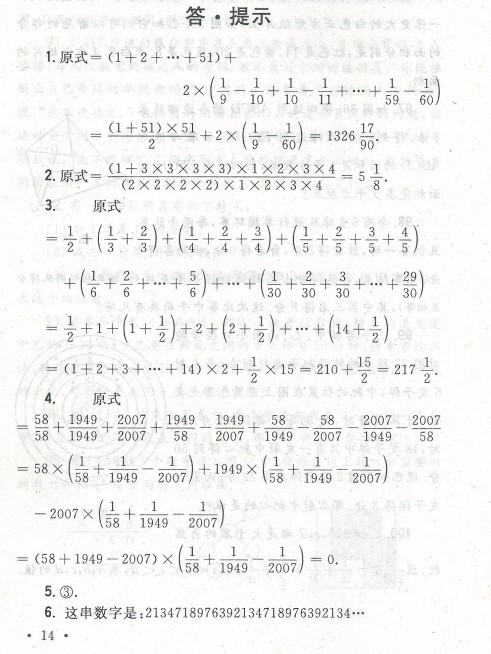 答·提示
1. 原式＝(1＋2＋…＋51)＋
2×(1/9－1/10＋1/10－1/11＋…＋1/59－1/60)
＝(1＋51)×51/2＋2×(1/9－1/60)＝1326 17/90.
2. 原式＝(1＋3×3×3×3)×1×2×3×4/(2×2×2×2)×1×2×3×4＝5 1/8.
3. 原式
＝1/2＋(1/3＋2/3)＋(1/4＋2/4＋3/4)＋(1/5＋2/5＋3/5＋4/5)
＋(1/6＋2/6＋…＋5/6)＋…＋(1/30＋2/30＋3/30＋…＋29/30)
＝1/2＋1＋(1＋1/2)＋2＋(2＋1/2)＋…＋(14＋1/2)
＝(1＋2＋3＋…＋14)×2＋1/2×15＝210＋15/2＝217 1/2.
4. 原式
＝58/58＋1949/1949＋2007/2007＋1949/58－1949/2007＋58/1949－58/2007－2007/1949－2007/58
＝58×(1/58＋1/1949－1/2007)＋1949×(1/58＋1/1949－1/2007)
－2007×(1/58＋1/1949－1/2007)
＝(58＋1949－2007)×(1/58＋1/1949－1/2007)＝0.
5. ③.
6. 这串数字是:2134718976392134718976392134…
·14·